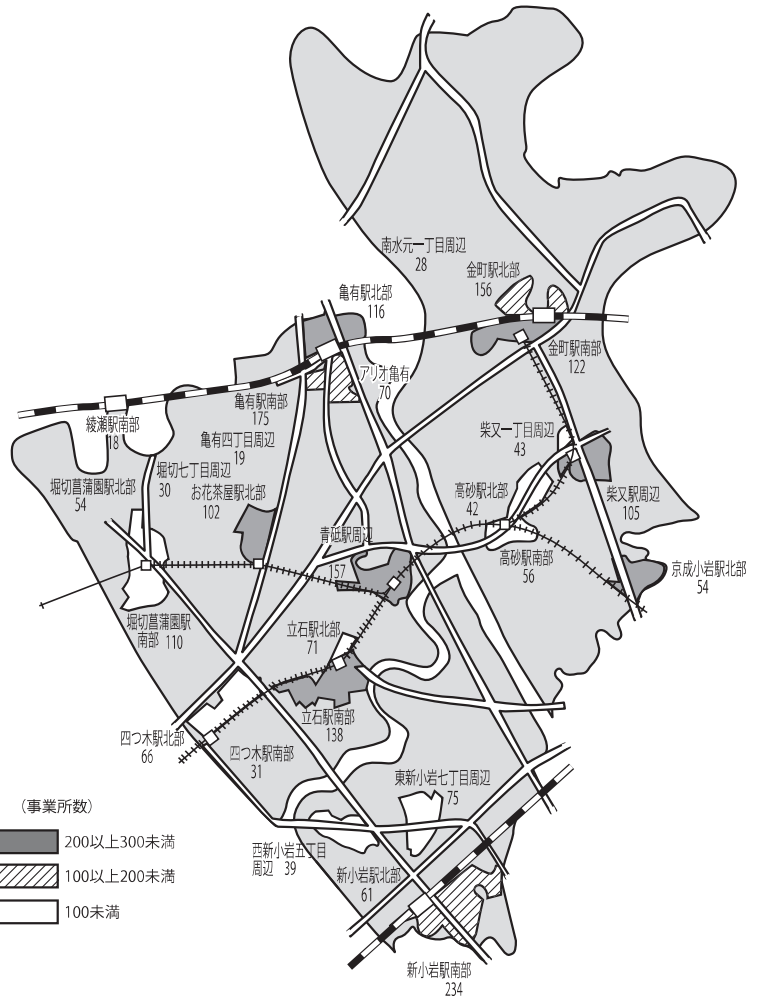 南水元一丁目周辺
28
金町駅北部
156
亀有駅北部
116
金町駅南部
122
アリオ亀有
70
亀有駅南部
175
綾瀬駅南部
18
亀有四丁目周辺
19
柴又一丁目周辺
43
堀切七丁目周辺
30
堀切菖蒲園駅北部
54
お花茶屋駅北部
102
高砂駅北部
42
柴又駅周辺
105
青砥駅周辺
157
高砂駅南部
56
京成小岩駅北部
54
堀切菖蒲園駅
南部 110
立石駅北部
71
立石駅南部
138
四つ木駅北部
66
四つ木駅南部
31
東新小岩七丁目周辺
75
(事業所数)
200以上300未満
100以上200未満
100未満
西新小岩五丁目
周辺 39
新小岩駅北部
61
新小岩駅南部
234